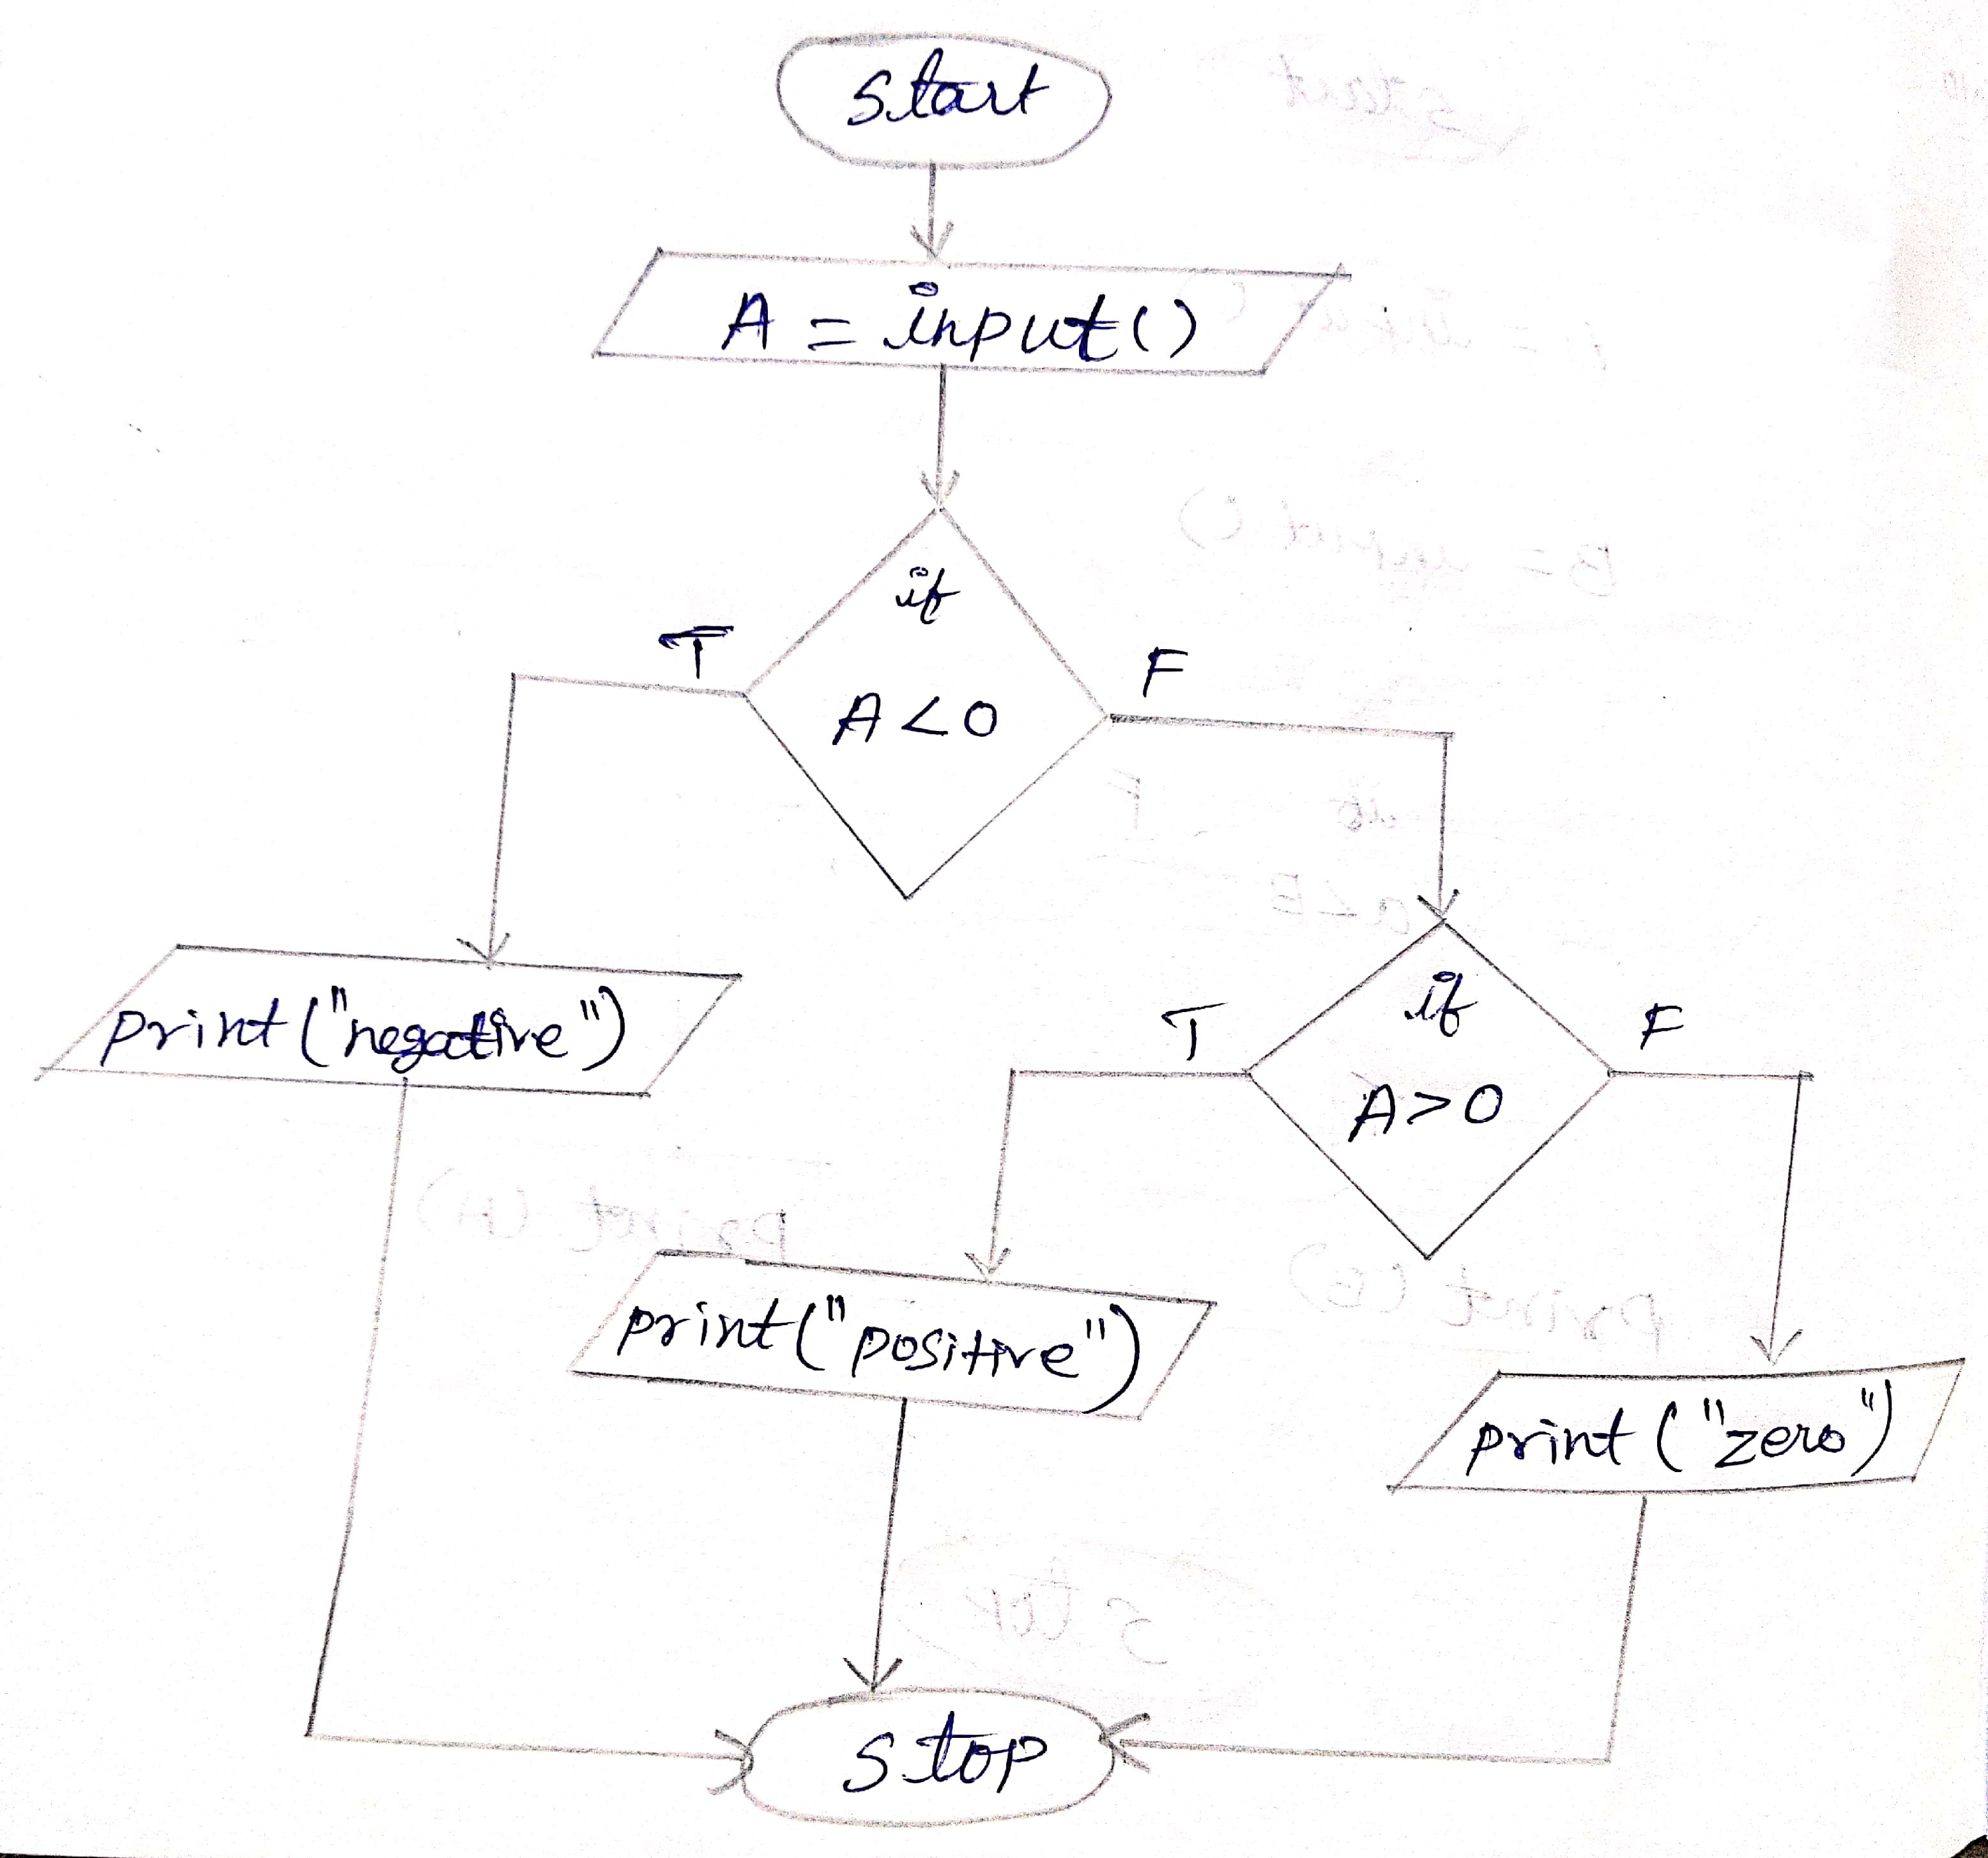 Start
A = input()
if
A<0
T
F
print("negative")
if
A>0
T
F
print("positive")
print("zero")
Stop